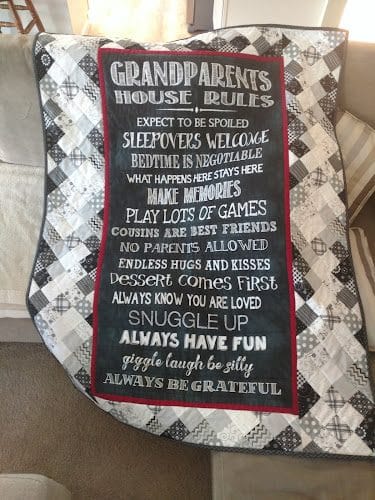 GRANDPARENTS
HOUSE RULES
EXPECT TO BE SPOILED
SLEEPOVERS WELCOME
BEDTIME IS NEGOTIABLE
WHAT HAPPENS HERE STAYS HERE
MAKE MEMORIES
PLAY LOTS OF GAMES
COUSINS ARE BEST FRIENDS
NO PARENTS ALLOWED
ENDLESS HUGS AND KISSES
DESSERT COMES FIRST
ALWAYS KNOW YOU ARE LOVED
SNUGGLE UP
ALWAYS HAVE FUN
giggle laugh be silly
ALWAYS BE GRATEFUL